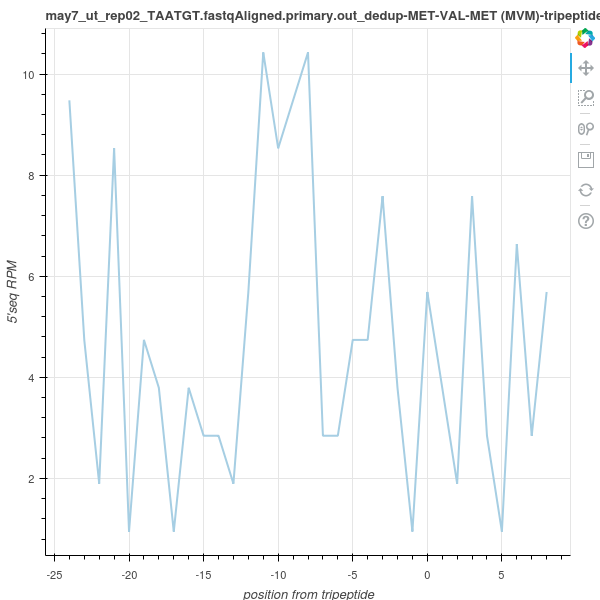 may7_ut_rep02_TAATGT.fastqAligned.primary.out_dedup-MET-VAL-MET (MVM)-tripeptide
10
8
6
4
2
5'seq RPM
-25 -20 -15 -10 -5 0 5
position from tripeptide